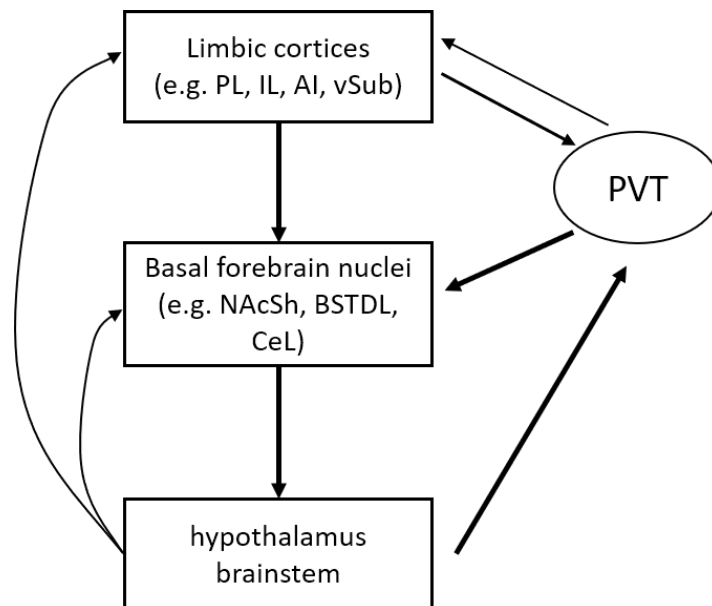 Limbic cortices
(e.g. PL, IL, AI, vSub)
PVT
Basal forebrain nuclei
(e.g. NAcSh, BSTDL,
CeL)
hypothalamus
brainstem